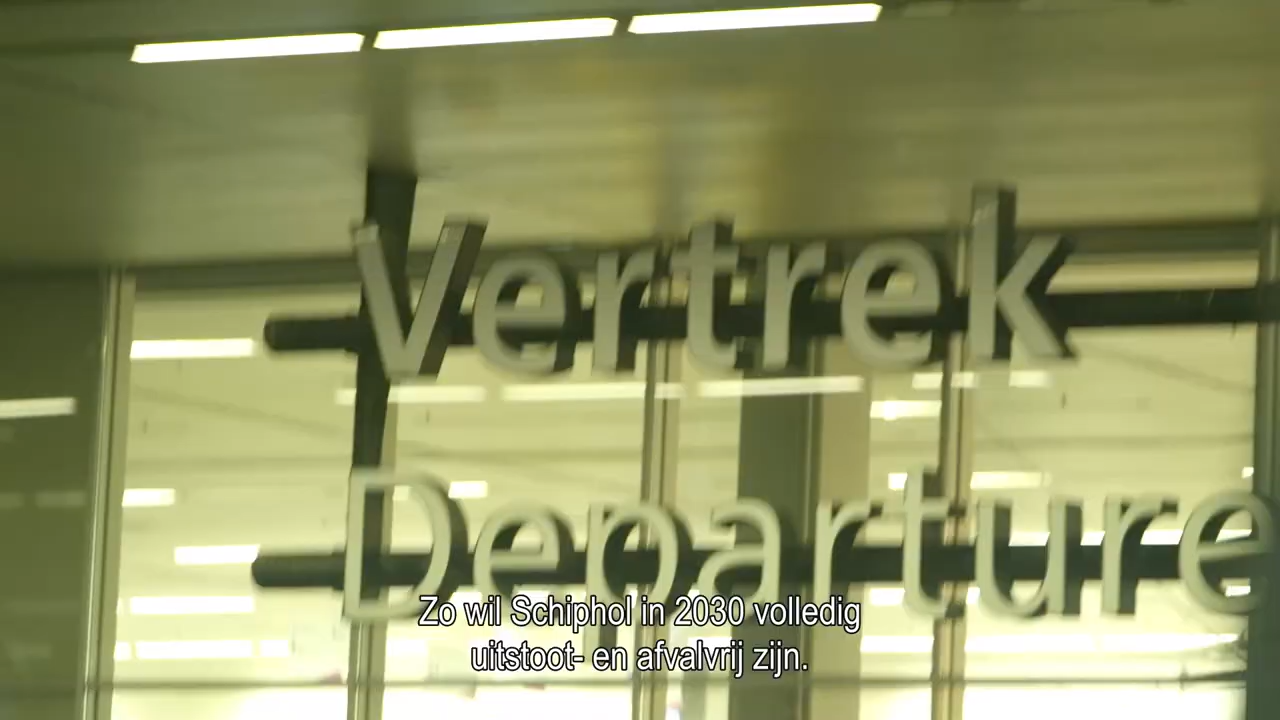 Vertrek
Departure
Zo wil Schiphol in 2030 volledig
uitstoot- en afvalvrij zijn.